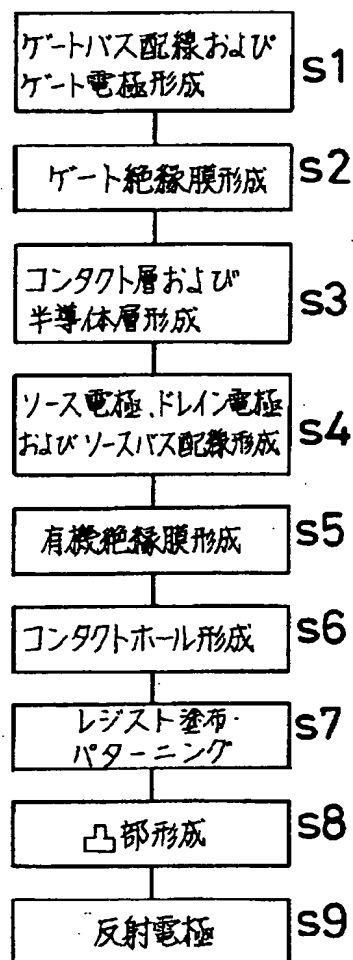 ゲートバス配線および
ゲート電極形成
S1
ゲート絶縁膜形成
S2
コンタクト層および
半導体層形成
S3
ソース電極、ドレイン電極
およびソースバス配線形成
S4
有機絶縁膜形成
S5
コンタクトホール形成
S6
レジスト塗布・
パターニング
S7
凸部形成
S8
反射電極
S9